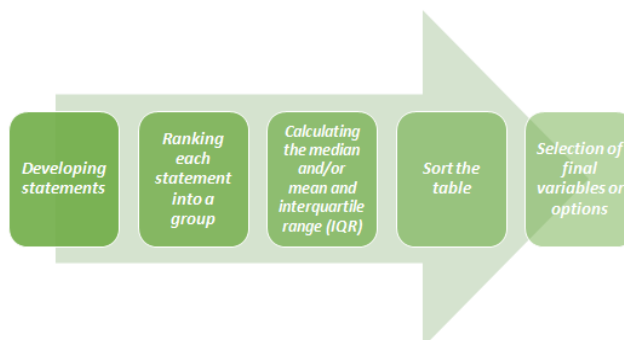 Developing
statements
Ranking
each
statement
into a
group
Calculating
the median
and/or
mean and
interquartile
range (IQR)
Sort the
table
Selection of
final
variables or
options